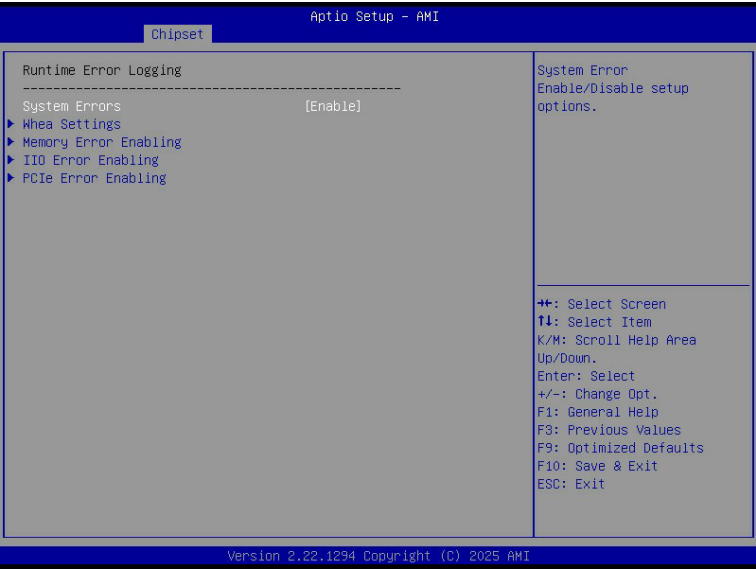 Aptio Setup – AMI
Chipset
Runtime Error Logging
--------------------------------------------------
System Errors [Enable]
Whea Settings
Memory Error Enabling
IIO Error Enabling
PCIe Error Enabling
System Error
Enable/Disable setup
options.
→←: Select Screen
↑↓: Select Item
K/M: Scroll Help Area
Up/Down.
Enter: Select
+/-: Change Opt.
F1: General Help
F3: Previous Values
F9: Optimized Defaults
F10: Save & Exit
ESC: Exit
Version 2.22.1294 Copyright (C) 2025 AMI